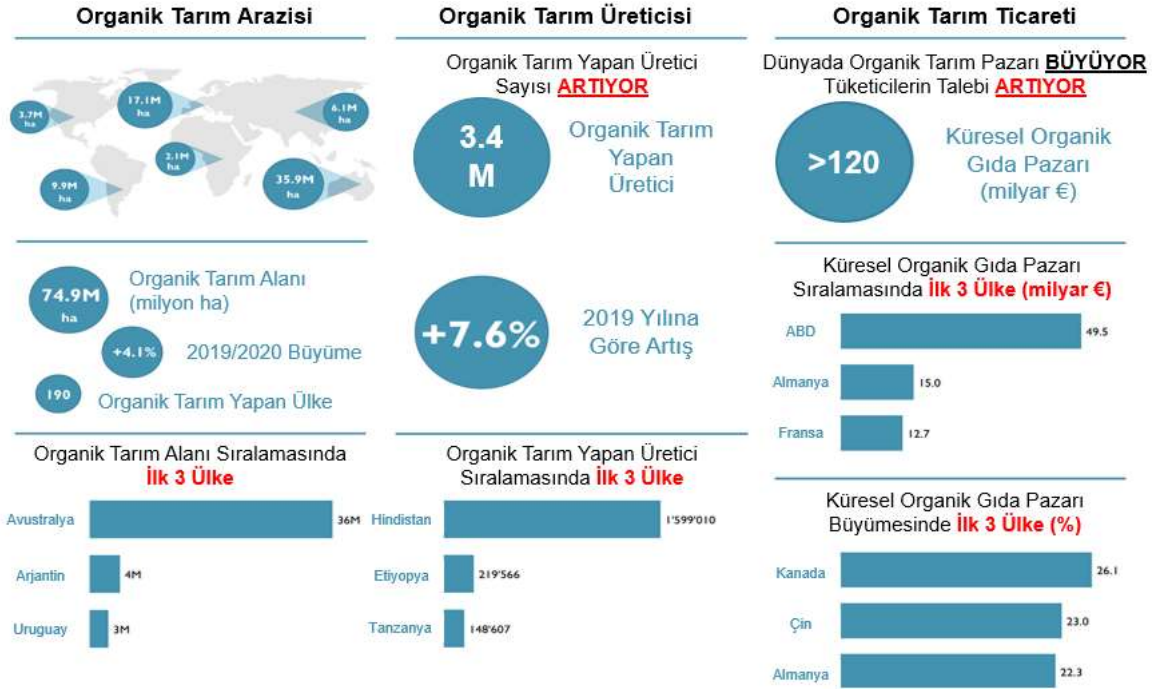 Organik Tarım Arazisi
3.7M
ha
17.1M
ha
6.1M
ha
2.1M
ha
9.9M
ha
35.9M
ha
74.9M
ha
Organik Tarım Alanı
(milyon ha)
+4.1%
2019/2020 Büyüme
190
Organik Tarım Yapan Ülke
Organik Tarım Alanı Sıralamasında
İlk 3 Ülke
Avustralya
36M
Arjantin
4M
Uruguay
3M
Organik Tarım Üreticisi
Organik Tarım Yapan Üretici
Sayısı ARTIYOR
3.4
M
Organik Tarım
Yapan
Üretici
+7.6%
2019 Yılına
Göre Artış
Organik Tarım Yapan Üretici
Sıralamasında İlk 3 Ülke
Hindistan
1'599'010
Etiyopya
219'566
Tanzanya
148'607
Organik Tarım Ticareti
Dünyada Organik Tarım Pazarı BÜYÜYOR
Tüketicilerin Talebi ARTIYOR
>120
Küresel Organik
Gıda Pazarı
(milyar €)
Küresel Organik Gıda Pazarı
Sıralamasında İlk 3 Ülke (milyar €)
ABD
49.5
Almanya
15.0
Fransa
12.7
Küresel Organik Gıda Pazarı
Büyümesinde İlk 3 Ülke (%)
Kanada
26.1
Çin
23.0
Almanya
22.3